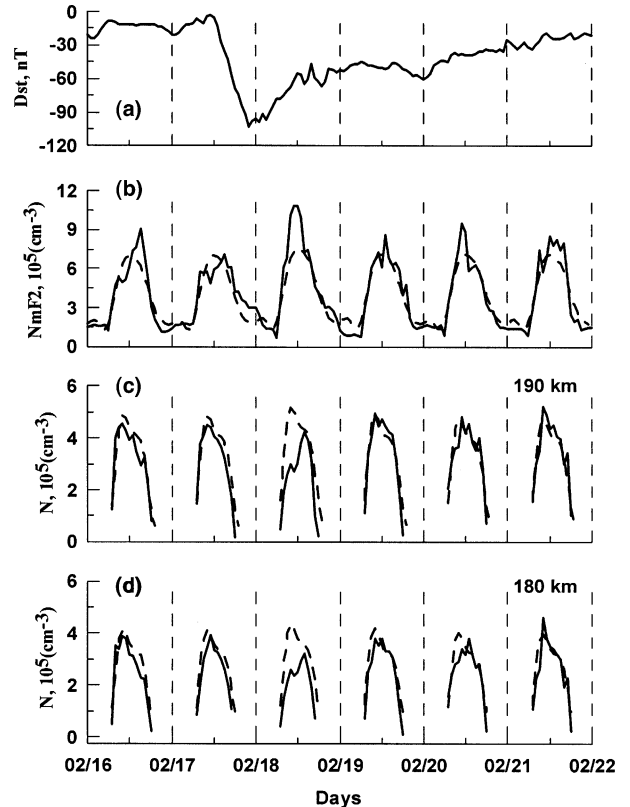 0
-30
-60
-90
-120
Dst, nT
(a)
12
9
6
3
0
NmF2, 10⁵(cm⁻³)
(b)
6
4
2
0
N, 10⁵(cm⁻³)
(c)
190 km
6
4
2
0
N, 10⁵(cm⁻³)
(d)
180 km
02/16 02/17 02/18 02/19 02/20 02/21 02/22
Days